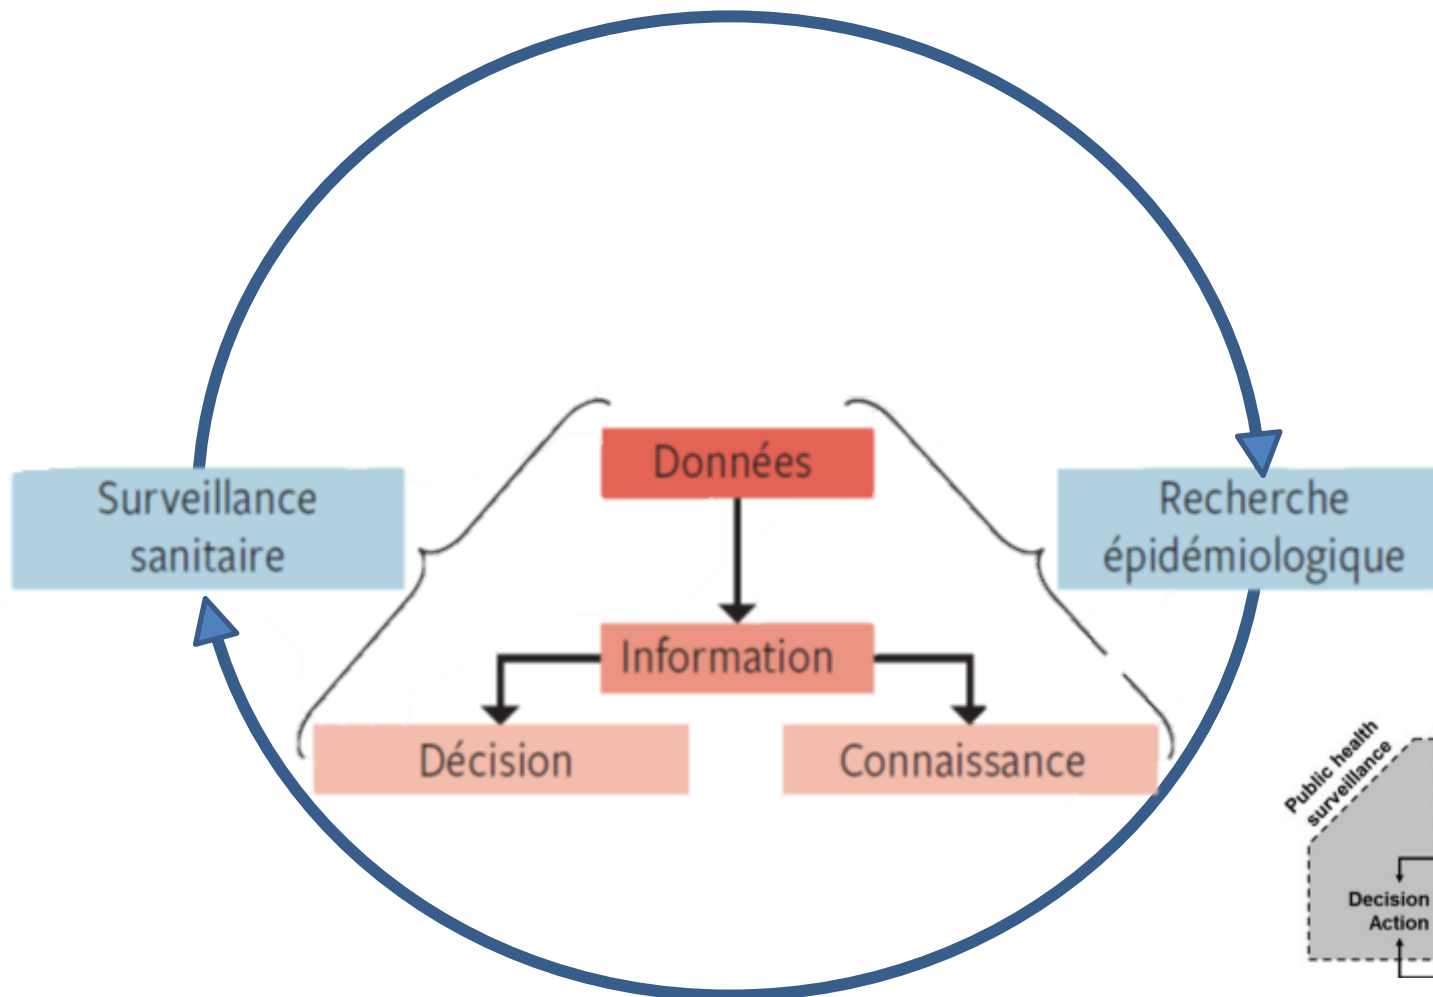 Données
Surveillance
sanitaire
Recherche
épidémiologique
Information
Décision
Connaissance
Public health
surveillance
Decision
Action